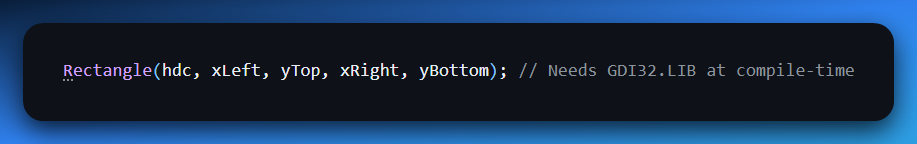 Rectangle(hdc, xLeft, yTop, xRight, yBottom); // Needs GDI32.LIB at compile-time